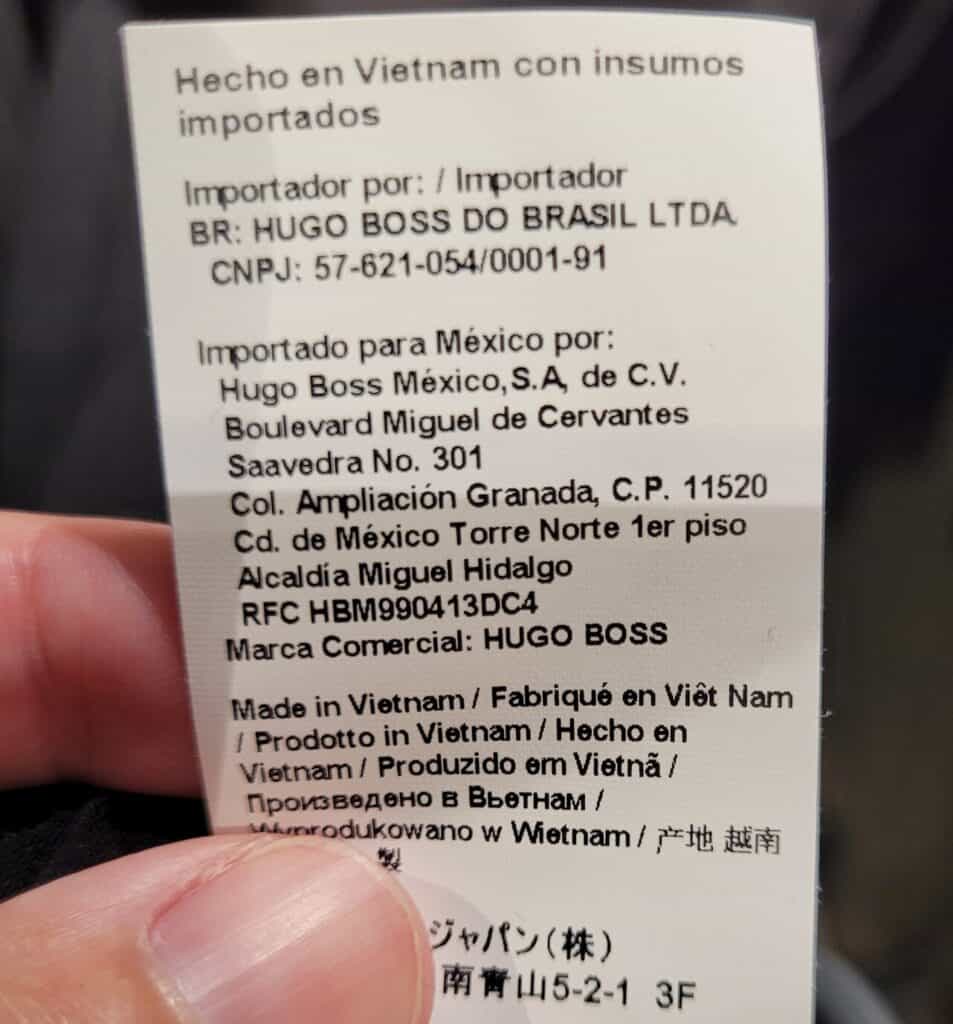 Hecho en Vietnam con insumos
importados
Importador por: / Importador
BR: HUGO BOSS DO BRASIL LTDA
CNPJ: 57-621-054/0001-91
Importado para México por:
Hugo Boss México,S.A, de C.V.
Boulevard Miguel de Cervantes
Saavedra No. 301
Col. Ampliación Granada, C.P. 11520
Cd. de México Torre Norte 1er piso
Alcaldía Miguel Hidalgo
RFC HBM990413DC4
Marca Comercial: HUGO BOSS
Made in Vietnam / Fabriqué en Viêt Nam
/ Prodotto in Vietnam / Hecho en
Vietnam / Produzido em Vietnã /
Произведено в Вьетнам /
Wyprodukowano w Wietnam / 产地 越南
製
ジャパン(株)
南青山5-2-1 3F